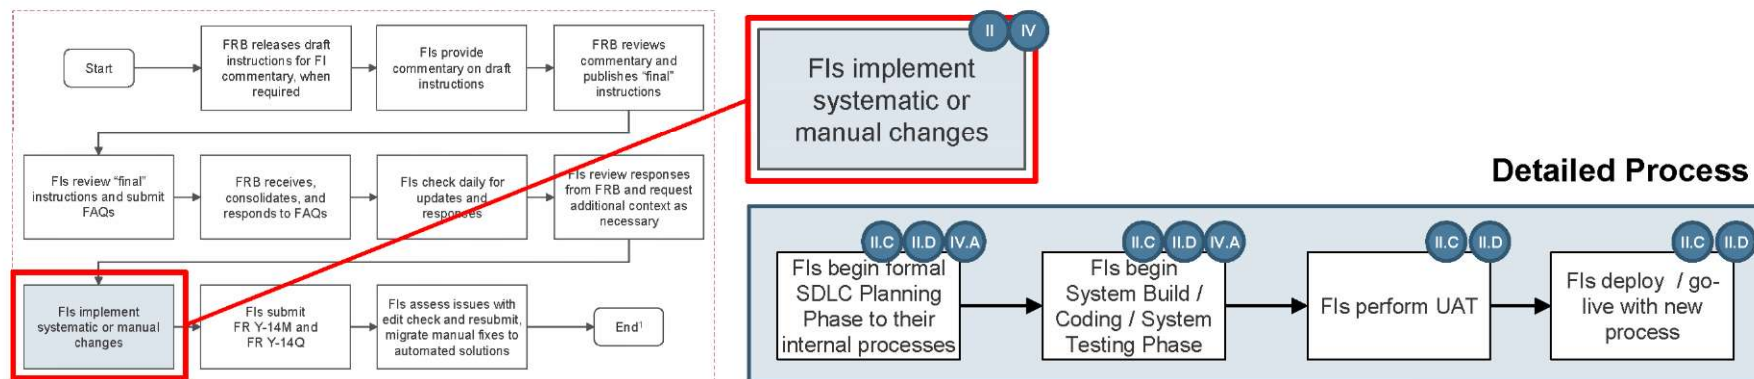 Start
FRB releases draft
instructions for FI
commentary, when
required
FIs provide
commentary on draft
instructions
FRB reviews
commentary and
publishes “final”
instructions
FIs review “final”
instructions and submit
FAQs
FRB receives,
consolidates, and
responds to FAQs
FIs check daily for
updates and
responses
FIs review responses
from FRB and request
additional context as
necessary
FIs implement
systematic or manual
changes
FIs submit
FR Y-14M and
FR Y-14Q
FIs assess issues with
edit check and resubmit,
migrate manual fixes to
automated solutions
End¹
II IV
FIs implement
systematic or
manual changes
Detailed Process
II.C II.D IV.A
FIs begin formal
SDLC Planning
Phase to their
internal processes
II.C II.D IV.A
FIs begin
System Build /
Coding / System
Testing Phase
II.C II.D
FIs perform UAT
II.C II.D
FIs deploy / go-
live with new
process